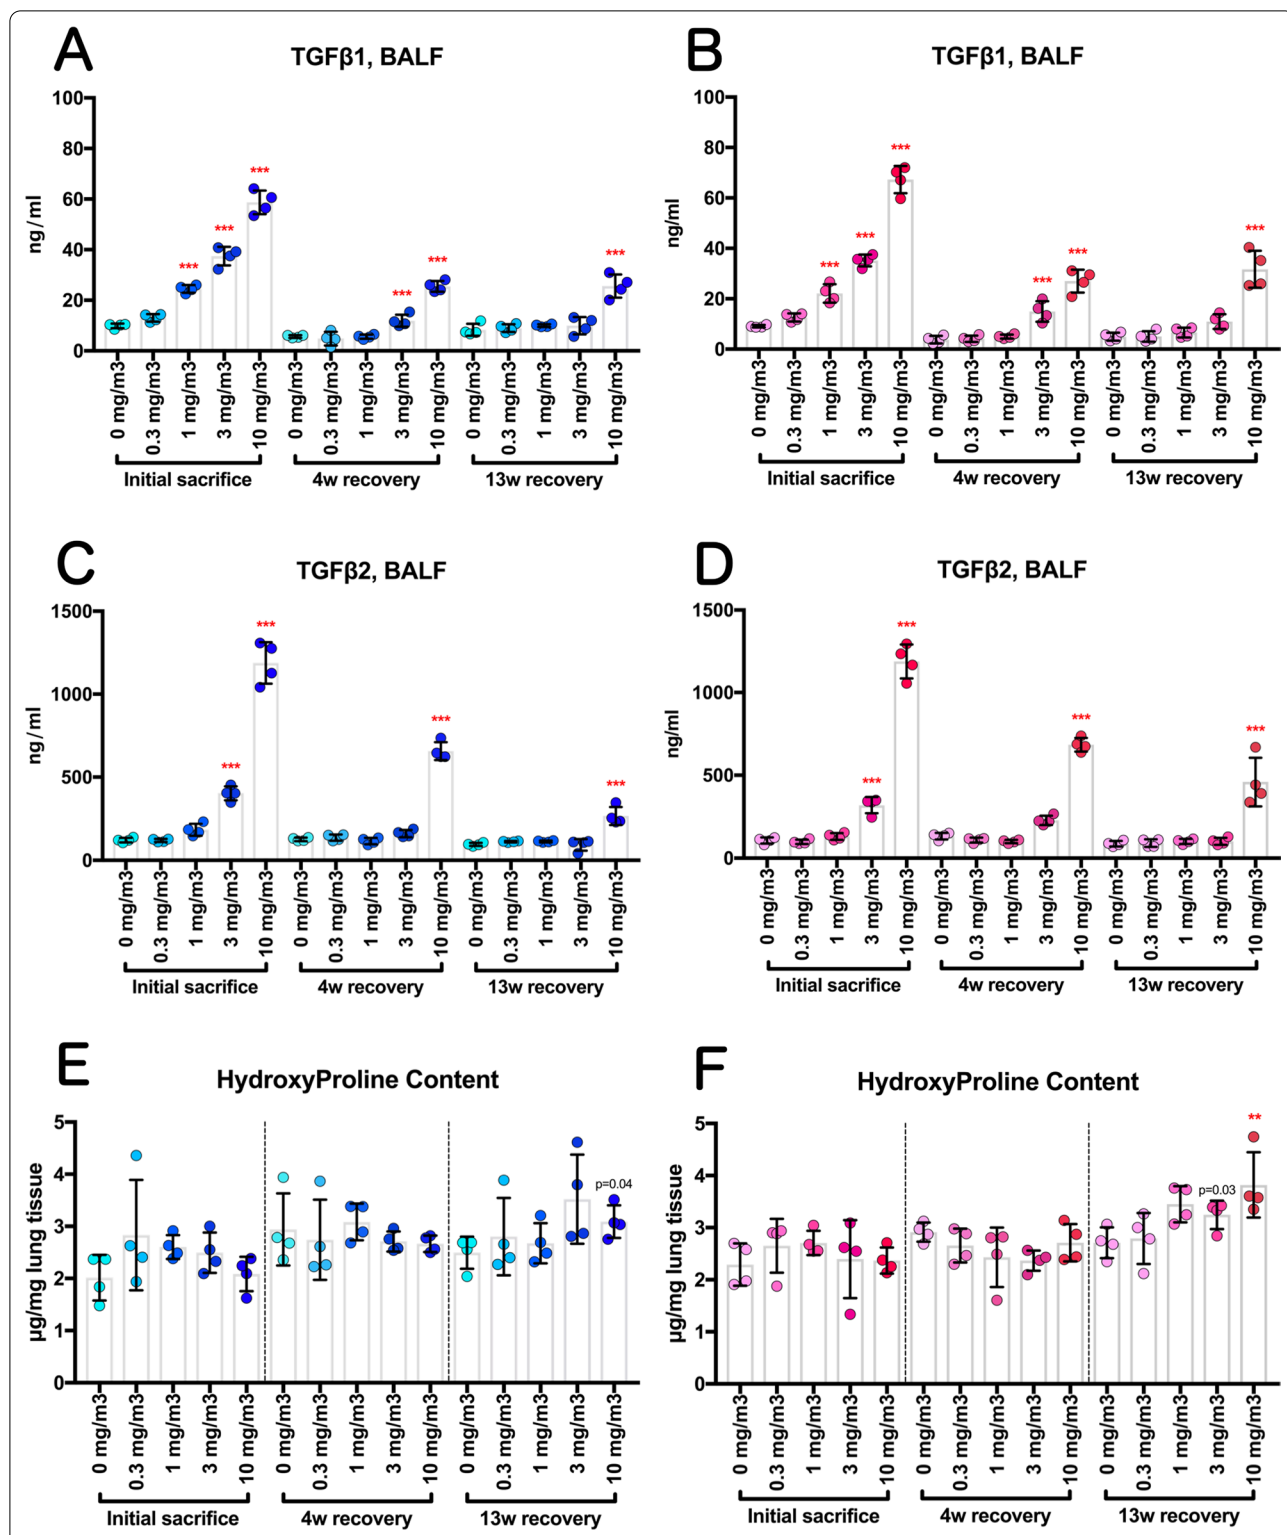 A
TGFβ1, BALF
ng/ml
100
80
60
40
20
0
***
***
***
***
***
***
0 mg/m3
0.3 mg/m3
1 mg/m3
3 mg/m3
10 mg/m3
0 mg/m3
0.3 mg/m3
1 mg/m3
3 mg/m3
10 mg/m3
0 mg/m3
0.3 mg/m3
1 mg/m3
3 mg/m3
10 mg/m3
Initial sacrifice
4w recovery
13w recovery
B
TGFβ1, BALF
ng/ml
100
80
60
40
20
0
***
***
***
***
***
***
0 mg/m3
0.3 mg/m3
1 mg/m3
3 mg/m3
10 mg/m3
0 mg/m3
0.3 mg/m3
1 mg/m3
3 mg/m3
10 mg/m3
0 mg/m3
0.3 mg/m3
1 mg/m3
3 mg/m3
10 mg/m3
Initial sacrifice
4w recovery
13w recovery
C
TGFβ2, BALF
ng/ml
1500
1000
500
0
***
***
***
***
0 mg/m3
0.3 mg/m3
1 mg/m3
3 mg/m3
10 mg/m3
0 mg/m3
0.3 mg/m3
1 mg/m3
3 mg/m3
10 mg/m3
0 mg/m3
0.3 mg/m3
1 mg/m3
3 mg/m3
10 mg/m3
Initial sacrifice
4w recovery
13w recovery
D
TGFβ2, BALF
ng/ml
1500
1000
500
0
***
***
***
***
0 mg/m3
0.3 mg/m3
1 mg/m3
3 mg/m3
10 mg/m3
0 mg/m3
0.3 mg/m3
1 mg/m3
3 mg/m3
10 mg/m3
0 mg/m3
0.3 mg/m3
1 mg/m3
3 mg/m3
10 mg/m3
Initial sacrifice
4w recovery
13w recovery
E
HydroxyProline Content
µg/mg lung tissue
5
4
3
2
1
0
p=0.04
0 mg/m3
0.3 mg/m3
1 mg/m3
3 mg/m3
10 mg/m3
0 mg/m3
0.3 mg/m3
1 mg/m3
3 mg/m3
10 mg/m3
0 mg/m3
0.3 mg/m3
1 mg/m3
3 mg/m3
10 mg/m3
Initial sacrifice
4w recovery
13w recovery
F
HydroxyProline Content
µg/mg lung tissue
5
4
3
2
1
0
p=0.03
**
0 mg/m3
0.3 mg/m3
1 mg/m3
3 mg/m3
10 mg/m3
0 mg/m3
0.3 mg/m3
1 mg/m3
3 mg/m3
10 mg/m3
0 mg/m3
0.3 mg/m3
1 mg/m3
3 mg/m3
10 mg/m3
Initial sacrifice
4w recovery
13w recovery